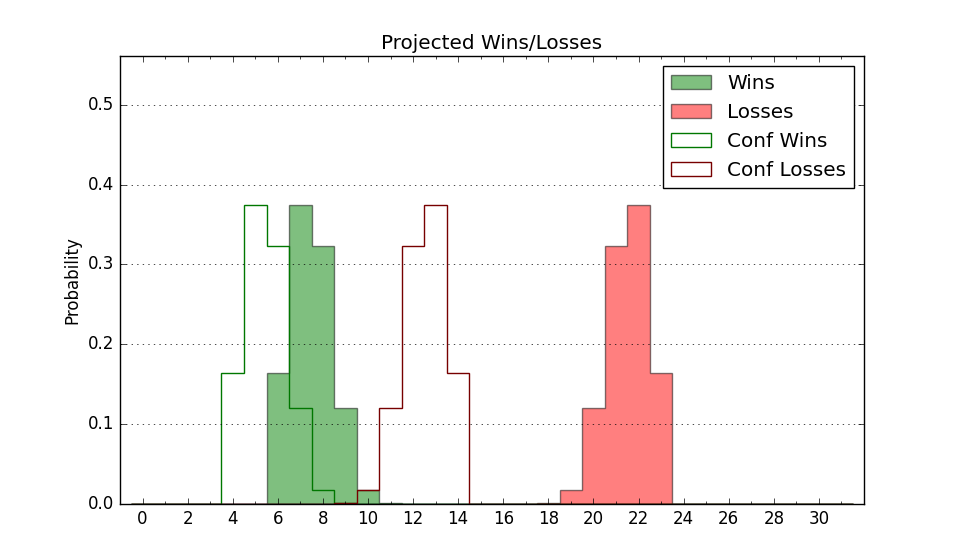 Projected Wins/Losses
Wins
Losses
Conf Wins
Conf Losses
Probability
0.5
0.4
0.3
0.2
0.1
0.0
0 2 4 6 8 10 12 14 16 18 20 22 24 26 28 30